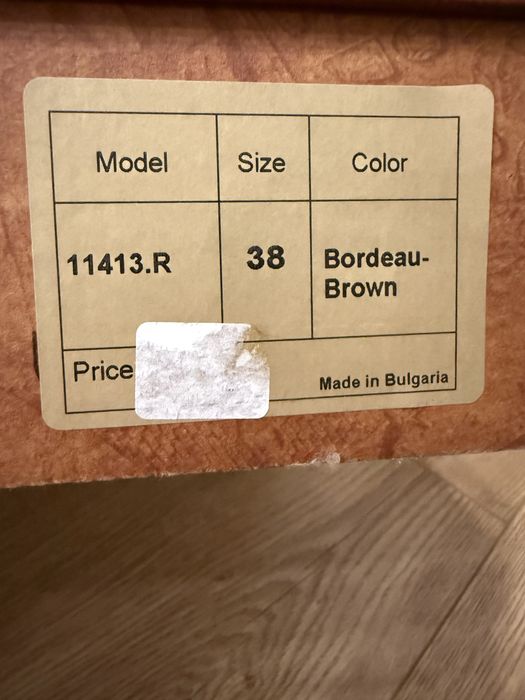 Model Size Color
11413.R 38 Bordeau-
Brown
Price
Made in Bulgaria